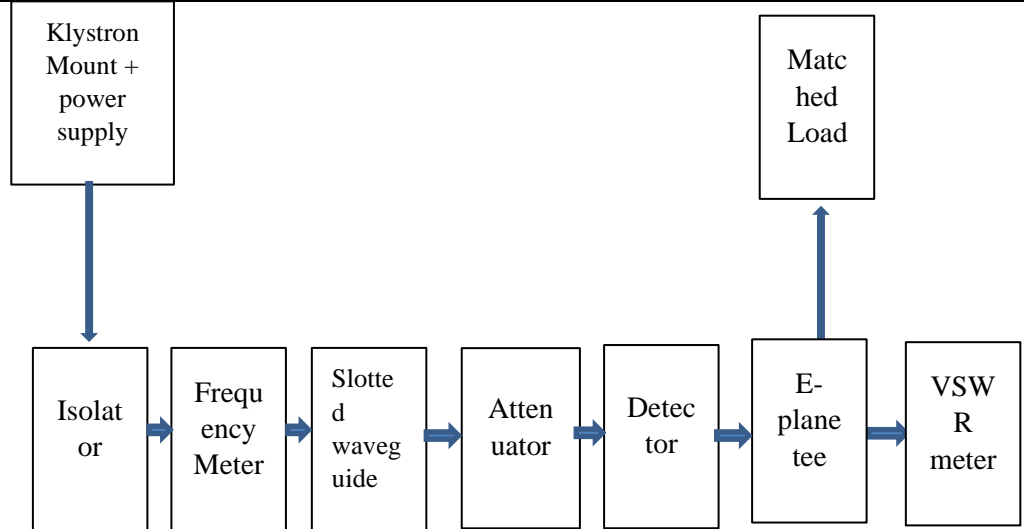 Klystron
Mount +
power
supply
Matc
hed
Load
Isolat
or
Frequ
ency
Meter
Slotte
d
waveg
uide
Atten
uator
Detec
tor
E-
plane
tee
VSW
R
meter